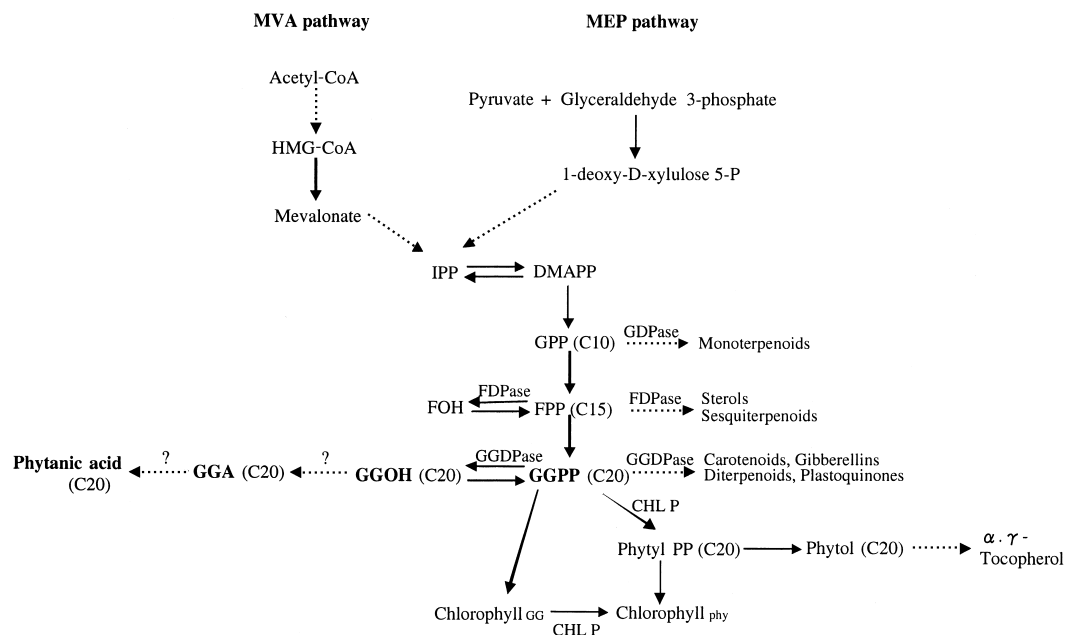 MVA pathway
MEP pathway
Acetyl-CoA
Pyruvate + Glyceraldehyde 3-phosphate
HMG-CoA
1-deoxy-D-xylulose 5-P
Mevalonate
IPP
DMAPP
GPP (C10)
GDPase
Monoterpenoids
FOH
FDPase
FPP (C15)
FDPase
Sterols
Sesquiterpenoids
Phytanic acid
(C20)
?
GGA (C20)
?
GGOH (C20)
GGDPase
GGPP (C20)
GGDPase
Carotenoids, Gibberellins
Diterpenoids, Plastoquinones
CHL P
Phytyl PP (C20)
Phytol (C20)
α . γ -
Tocopherol
Chlorophyll GG
CHL P
Chlorophyll phy